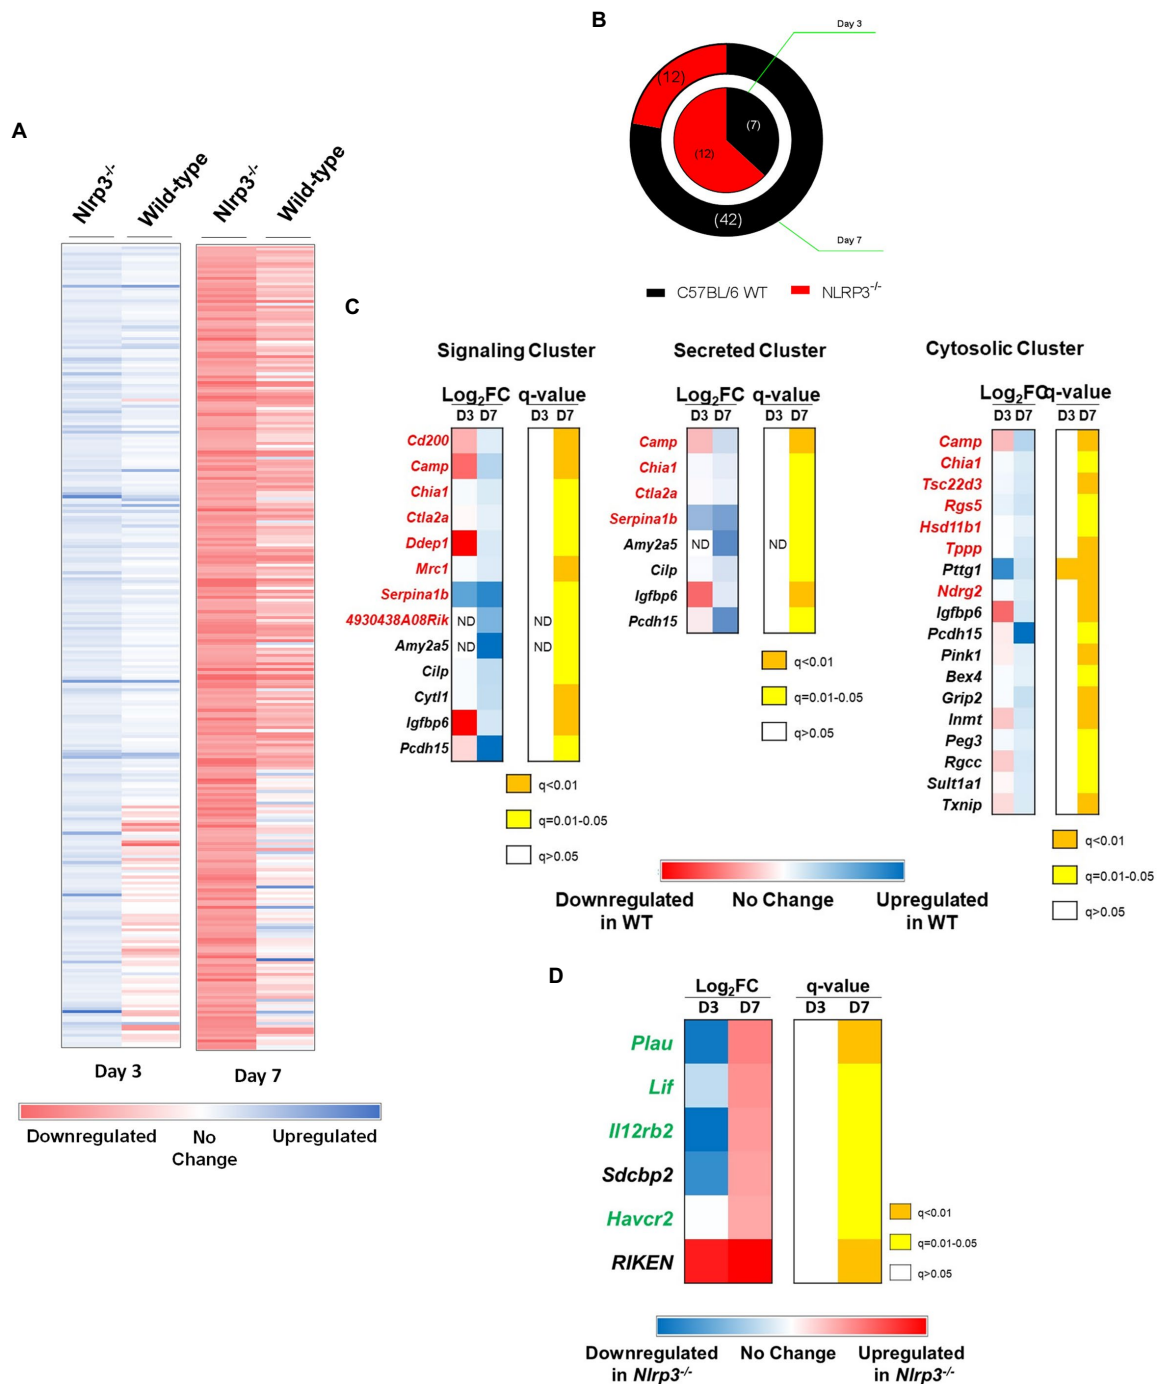 A
Nlrp3-/-
Wild-type
Nlrp3-/-
Wild-type
Day 3
Day 7
Downregulated
No
Change
Upregulated
B
Day 3
(12)
(7)
(12)
(42)
Day 7
C57BL/6 WT
NLRP3-/-
C
Signaling Cluster
Log2FC
q-value
D3 D7
D3 D7
Cd200
Camp
Chia1
Ctla2a
Ddep1
Mrc1
Serpina1b
4930438A08Rik ND ND
Amy2a5 ND ND
Cilp
Cytl1
Igfbp6
Pcdh15
q<0.01
q=0.01-0.05
q>0.05
Secreted Cluster
Log2FC
q-value
D3 D7
D3 D7
Camp
Chia1
Ctla2a
Serpina1b
Amy2a5 ND ND
Cilp
Igfbp6
Pcdh15
q<0.01
q=0.01-0.05
q>0.05
Cytosolic Cluster
Log2FC
q-value
D3 D7
D3 D7
Camp
Chia1
Tsc22d3
Rgs5
Hsd11b1
Tppp
Pttg1
Ndrg2
Igfbp6
Pcdh15
Pink1
Bex4
Grip2
Inmt
Peg3
Rgcc
Sult1a1
Txnip
q<0.01
q=0.01-0.05
q>0.05
Downregulated
in WT
No Change
Upregulated
in WT
D
Log2FC
q-value
D3 D7
D3 D7
Plau
Lif
Il12rb2
Sdcbp2
Havcr2
RIKEN
q<0.01
q=0.01-0.05
q>0.05
Downregulated
in Nlrp3-/-
No Change
Upregulated
in Nlrp3-/-